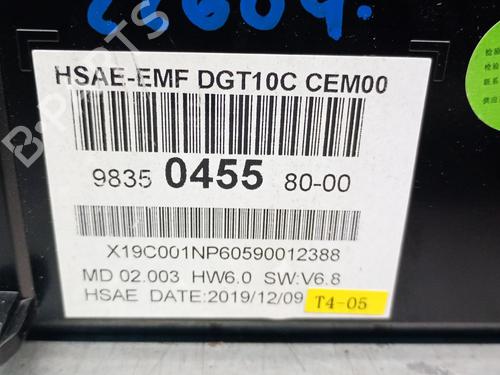 HSAE-EMF DGT10C CEM00
9835 0455 80-00
X19C001NP60590012388
MD 02.003 HW6.0 SW:V6.8
HSAE DATE:2019/12/09 T4-05